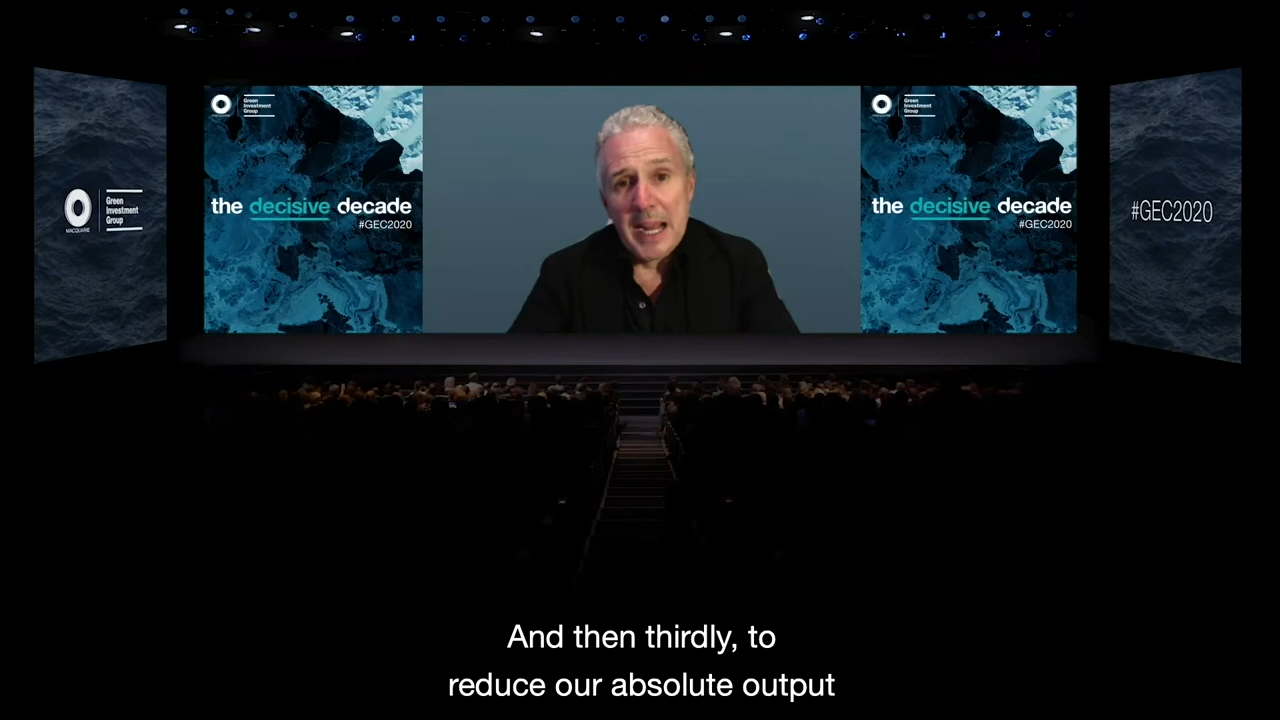 Green
Investment
Group
MACQUARIE
Green
Investment
Group
the decisive decade
#GEC2020
Green
Investment
Group
the decisive decade
#GEC2020
#GEC2020
And then thirdly, to
reduce our absolute output